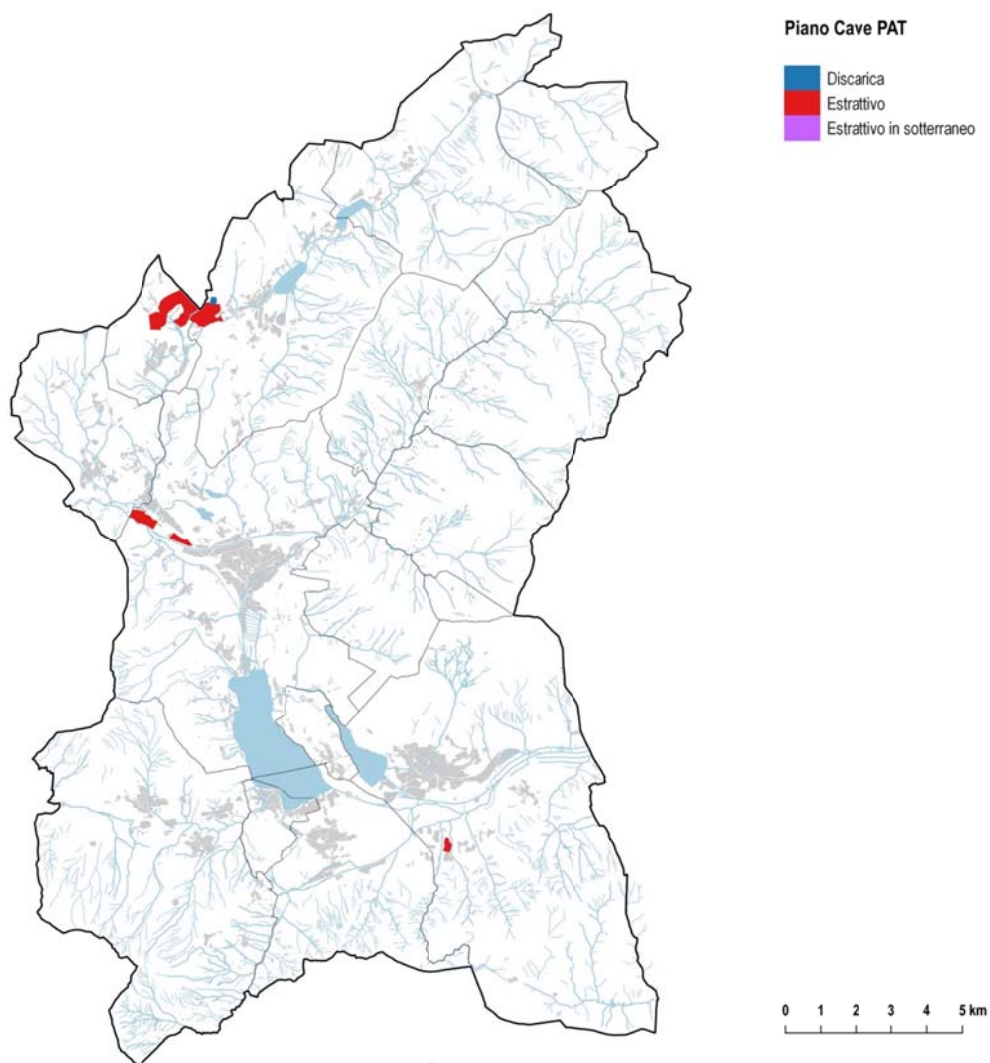 Piano Cave PAT
Discarica
Estrattivo
Estrattivo in sotterraneo
0 1 2 3 4 5 km